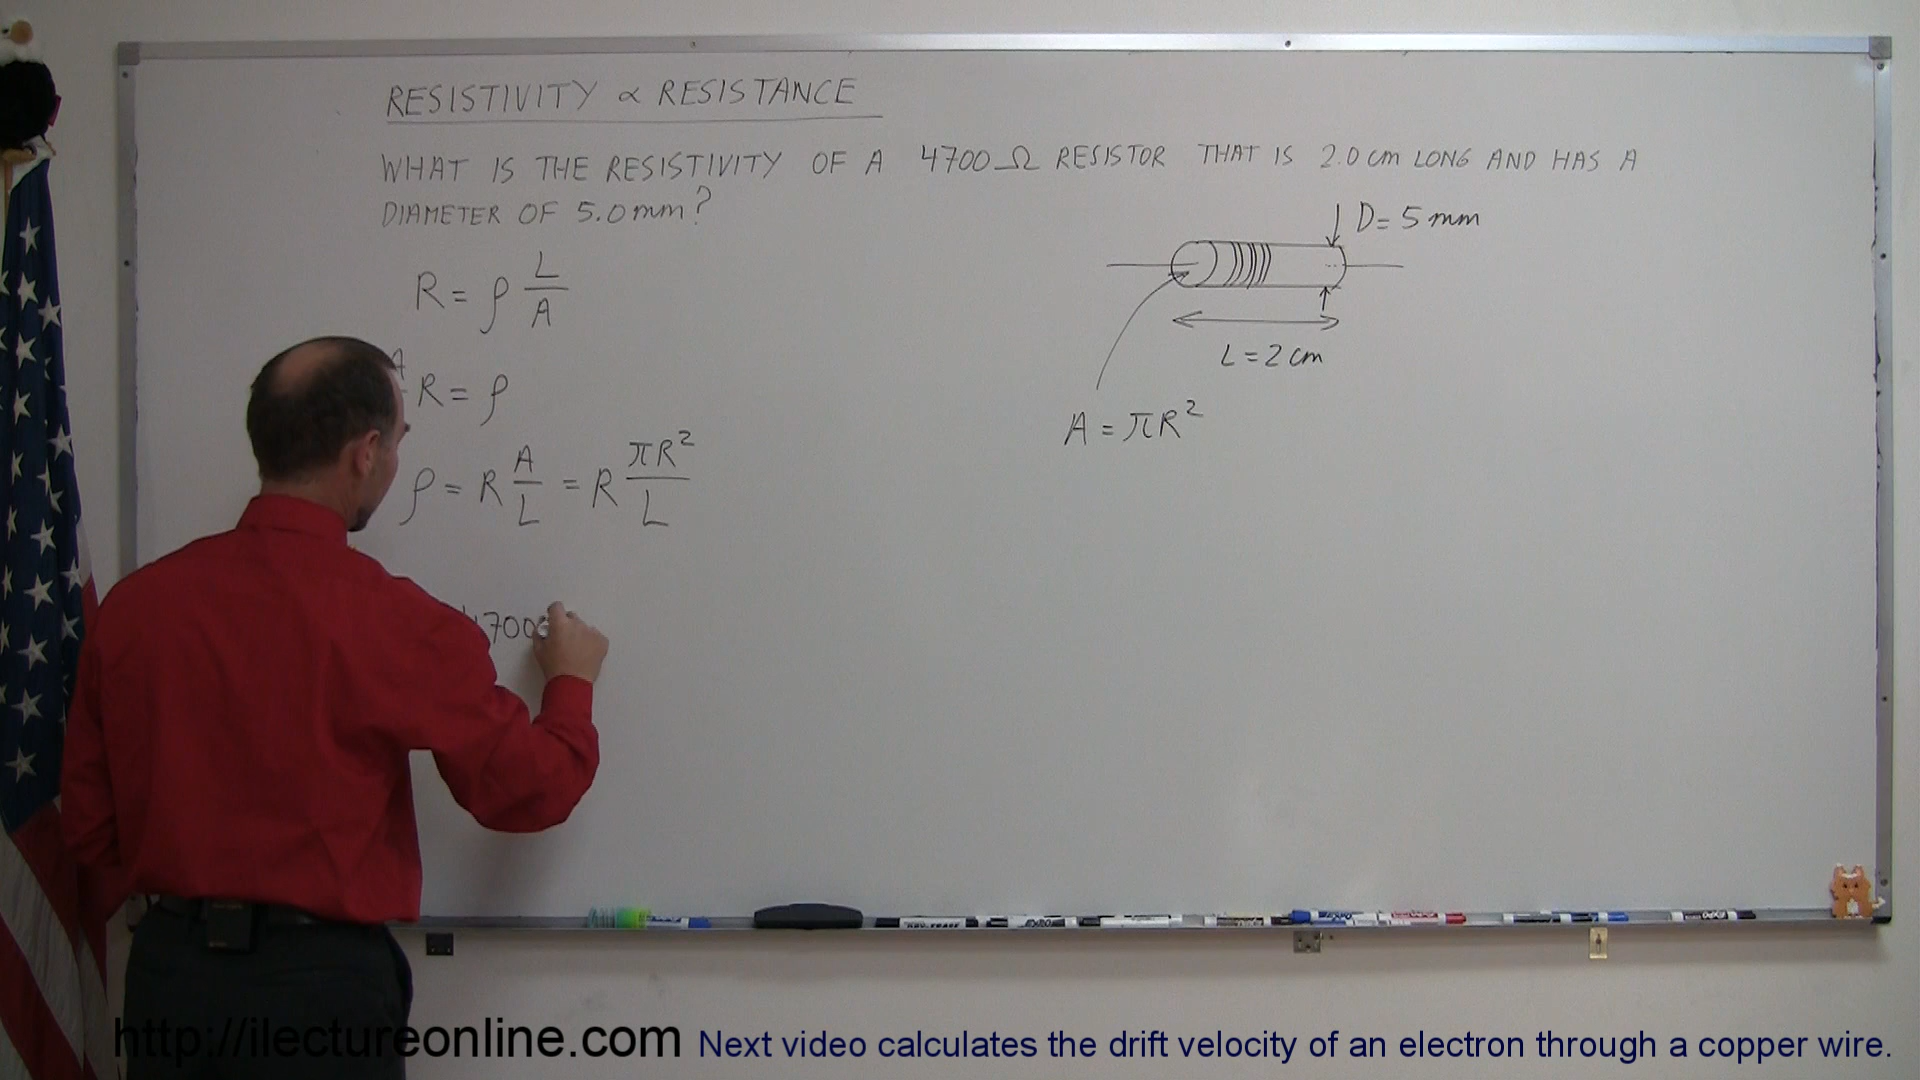 RESISTIVITY ∝ RESISTANCE
WHAT IS THE RESISTIVITY OF A 4700 Ω RESISTOR THAT IS 2.0 cm LONG AND HAS A
DIAMETER OF 5.0 mm?
D = 5 mm
R = ρ L/A
L = 2 cm
A
R = ρ
A = πR²
ρ = R A/L = R πR²/L
4700
http://ilectureonline.com Next video calculates the drift velocity of an electron through a copper wire.